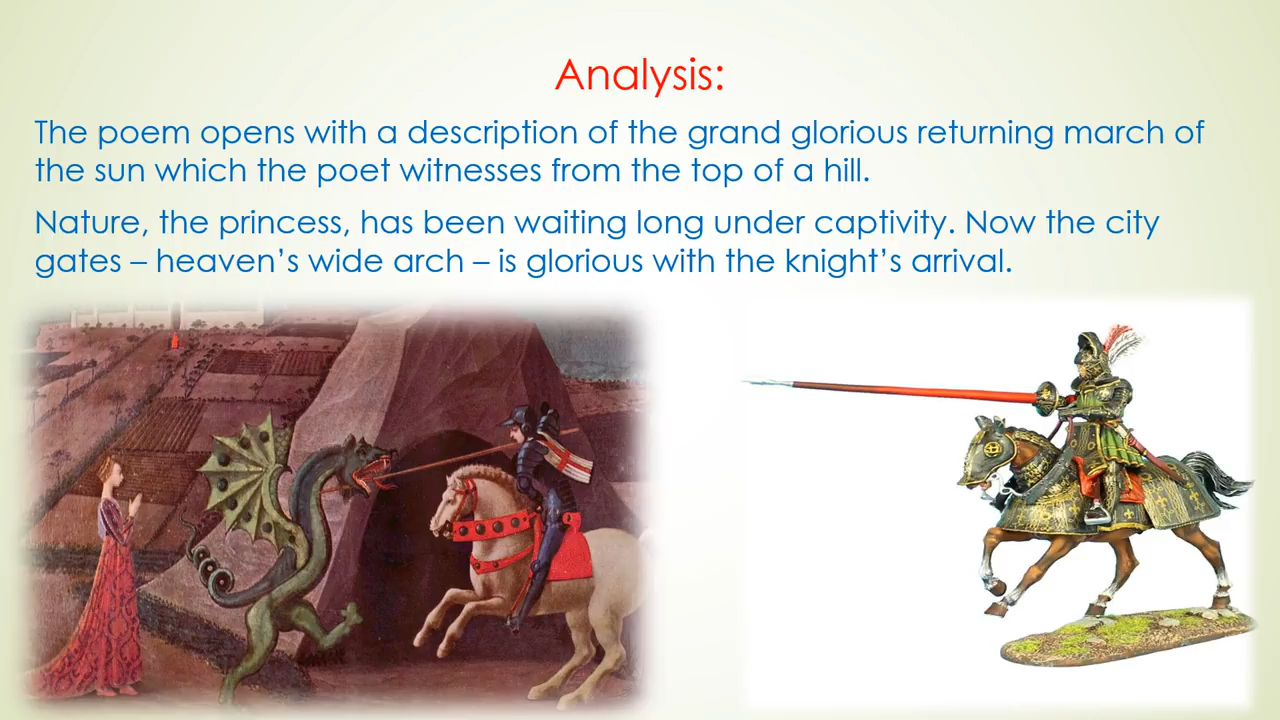 Analysis:
The poem opens with a description of the grand glorious returning march of
the sun which the poet witnesses from the top of a hill.
Nature, the princess, has been waiting long under captivity. Now the city
gates – heaven’s wide arch – is glorious with the knight’s arrival.